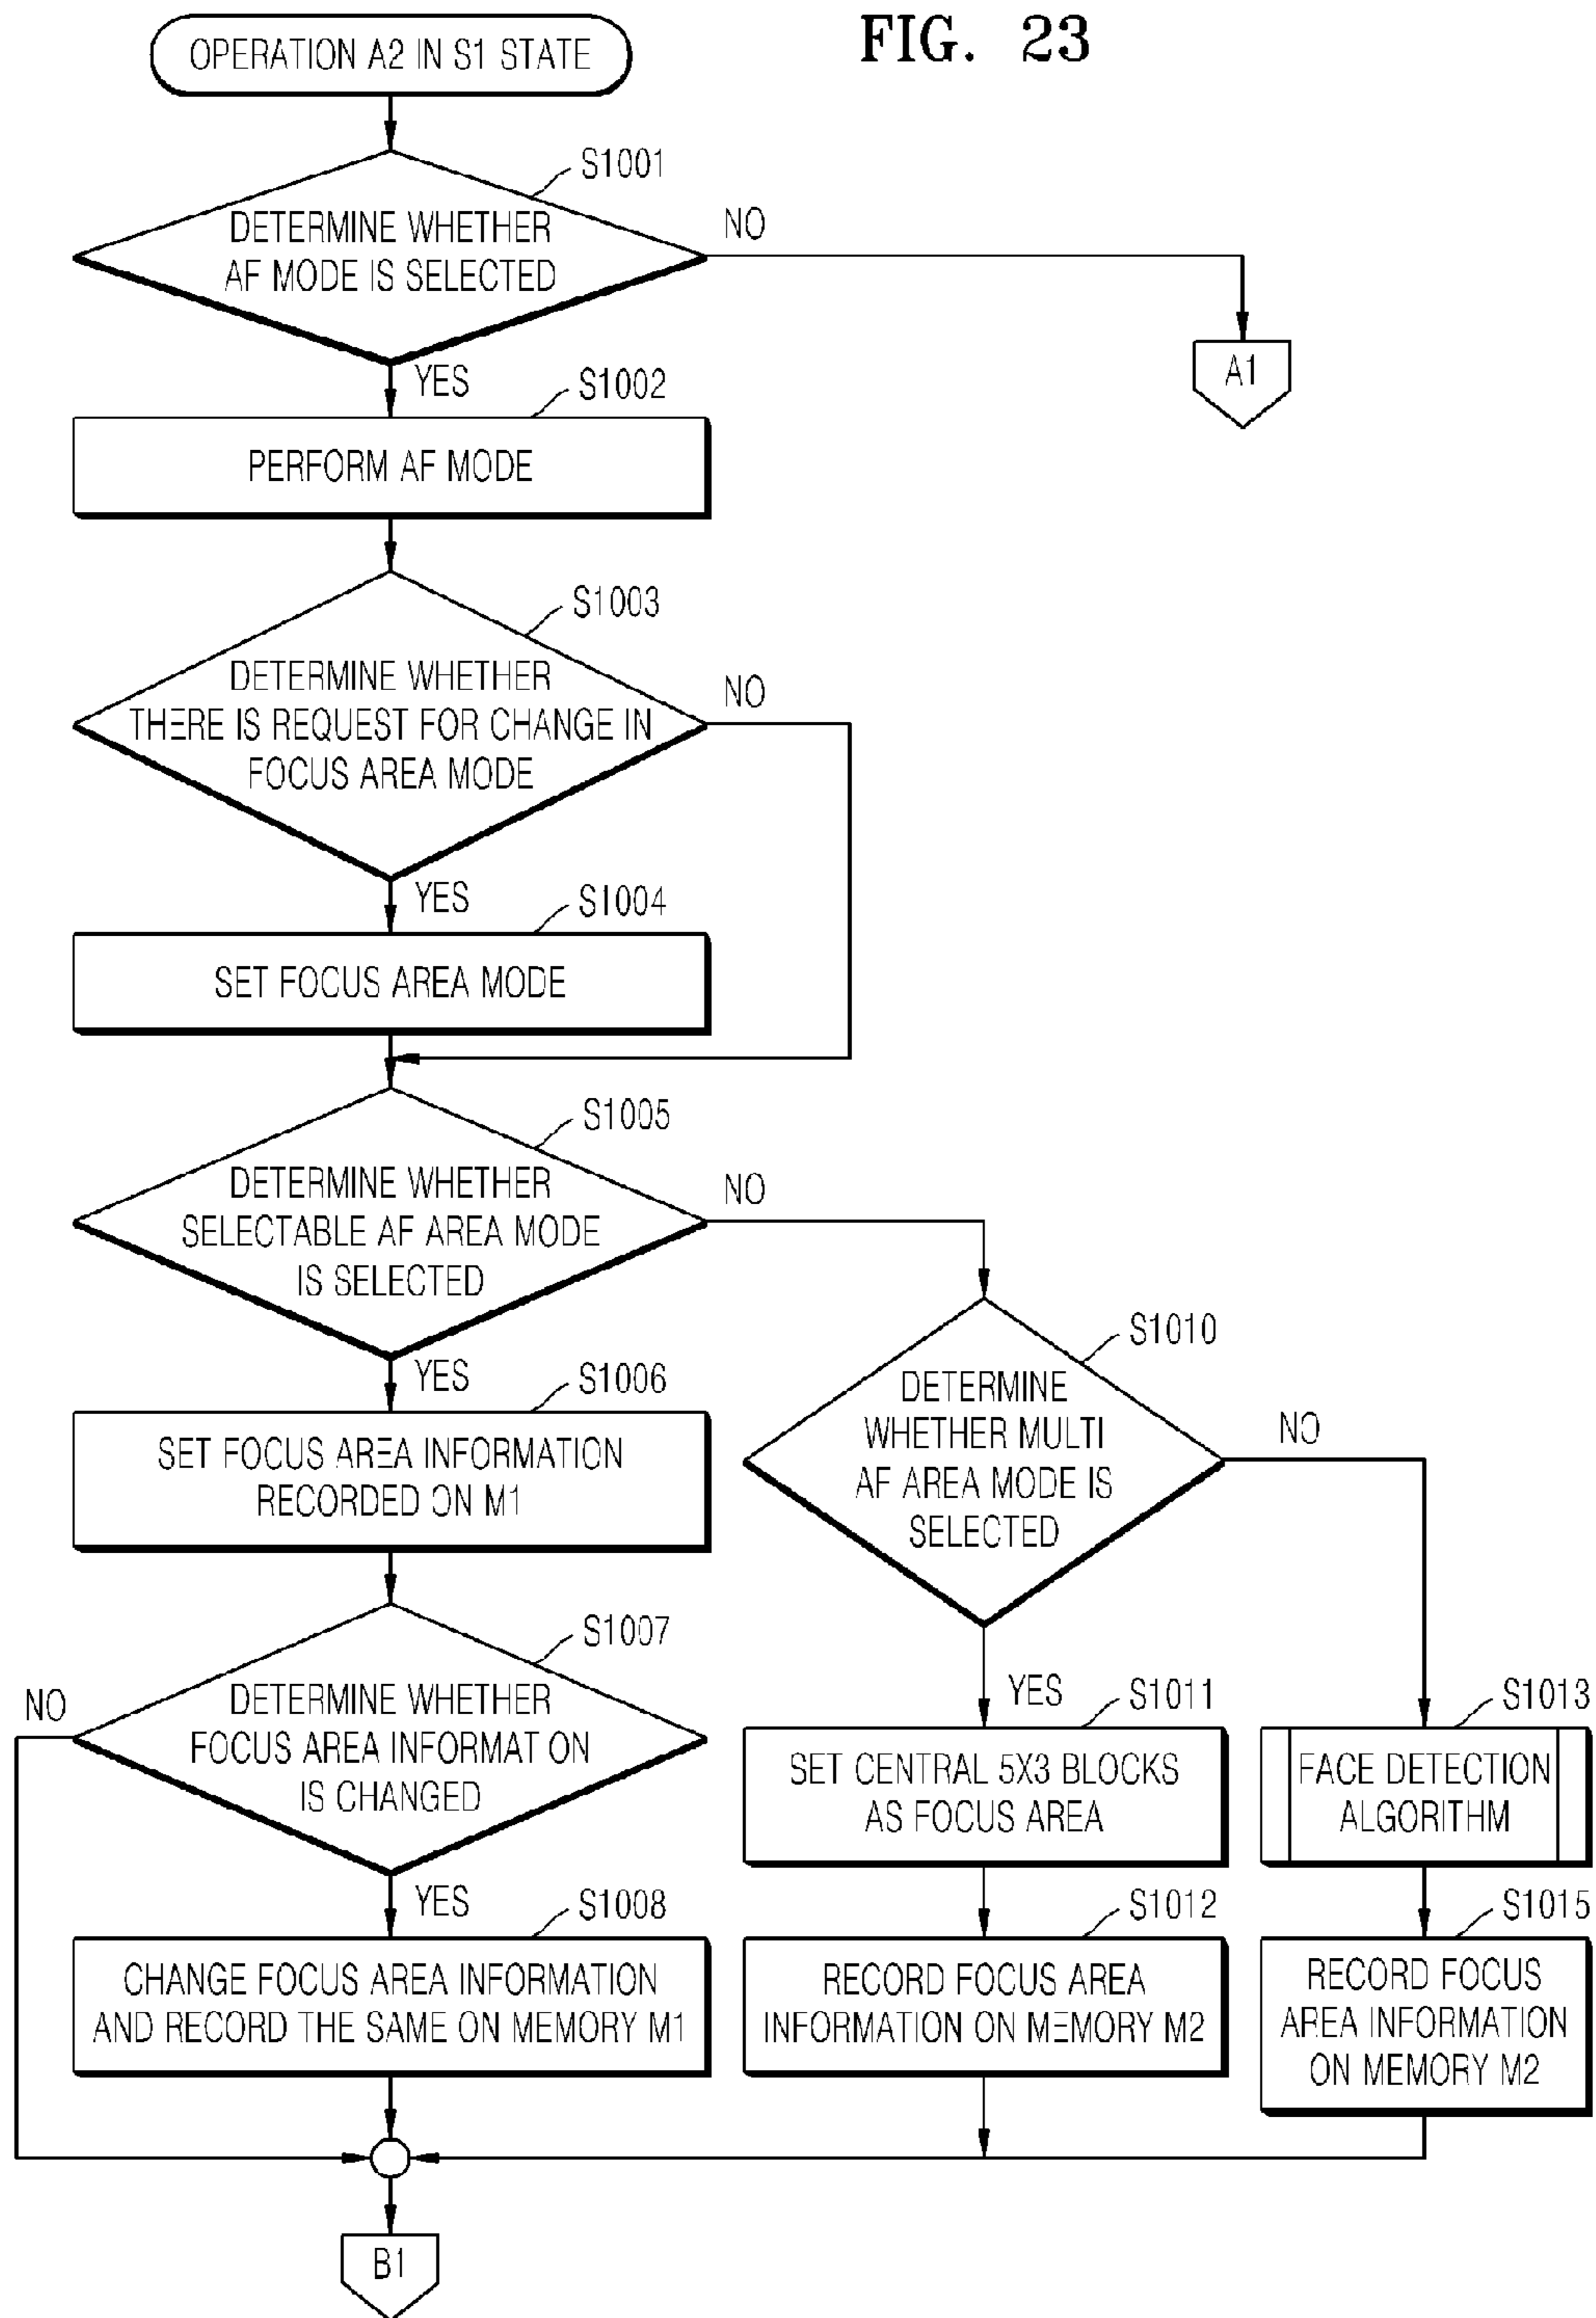 FIG. 23
OPERATION A2 IN S1 STATE
S1001
DETERMINE WHETHER
AF MODE IS SELECTED
NO
A1
YES
S1002
PERFORM AF MODE
S1003
DETERMINE WHETHER
THERE IS REQUEST FOR CHANGE IN
FOCUS AREA MODE
NO
YES
S1004
SET FOCUS AREA MODE
S1005
DETERMINE WHETHER
SELECTABLE AF AREA MODE
IS SELECTED
NO
YES
S1006
SET FOCUS AREA INFORMATION
RECORDED ON M1
S1007
DETERMINE WHETHER
FOCUS AREA INFORMAT ON
IS CHANGED
NO
YES
S1008
CHANGE FOCUS AREA INFORMATION
AND RECORD THE SAME ON MEMORY M1
S1010
DETERMINE
WHETHER MULTI
AF AREA MODE IS
SELECTED
NO
YES
S1011
SET CENTRAL 5X3 BLOCKS
AS FOCUS AREA
S1012
RECORD FOCUS AREA
INFORMATION ON MEMORY M2
S1013
FACE DETECTION
ALGORITHM
S1015
RECORD FOCUS
AREA INFORMATION
ON MEMORY M2
B1